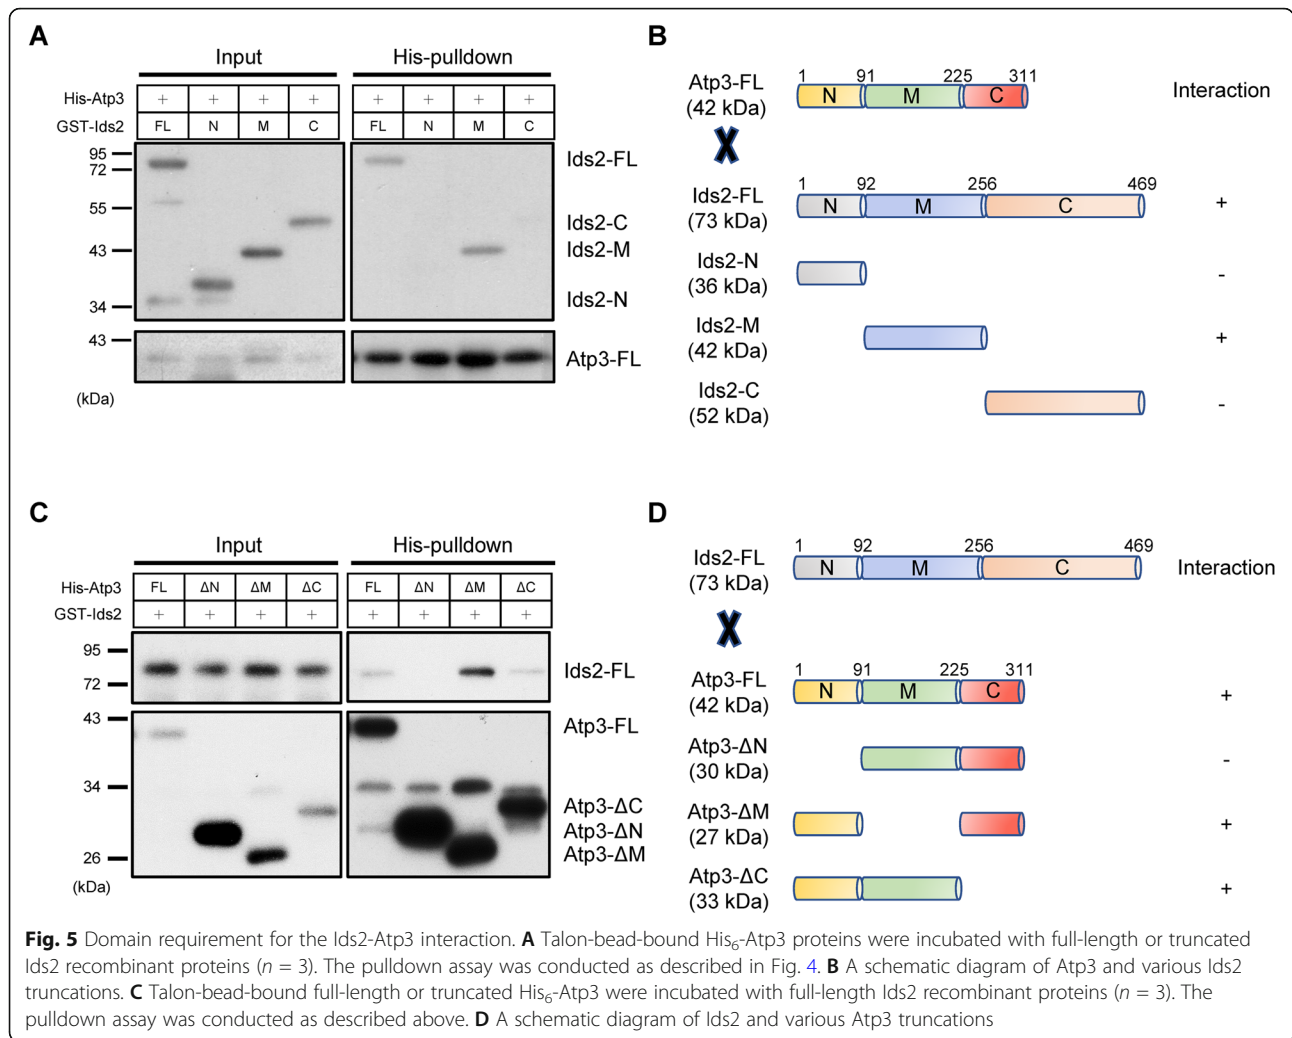 A
Input
His-pulldown
His-Atp3 + + + + + + + +
GST-Ids2 FL N M C FL N M C
95
72
55
43
34
43
(kDa)
Ids2-FL
Ids2-C
Ids2-M
Ids2-N
Atp3-FL
B
Interaction
Atp3-FL
(42 kDa)
1 91 225 311
N M C
X
Ids2-FL
(73 kDa)
1 92 256 469
N M C
+
Ids2-N
(36 kDa)
-
Ids2-M
(42 kDa)
+
Ids2-C
(52 kDa)
-
C
Input
His-pulldown
His-Atp3 FL ΔN ΔM ΔC FL ΔN ΔM ΔC
GST-Ids2 + + + + + + + +
95
72
43
34
26
(kDa)
Ids2-FL
Atp3-FL
Atp3-ΔC
Atp3-ΔN
Atp3-ΔM
D
Interaction
Ids2-FL
(73 kDa)
1 92 256 469
N M C
X
Atp3-FL
(42 kDa)
1 91 225 311
N M C
+
Atp3-ΔN
(30 kDa)
-
Atp3-ΔM
(27 kDa)
+
Atp3-ΔC
(33 kDa)
+
Fig. 5 Domain requirement for the Ids2-Atp3 interaction. A Talon-bead-bound His₆-Atp3 proteins were incubated with full-length or truncated
Ids2 recombinant proteins (n = 3). The pulldown assay was conducted as described in Fig. 4. B A schematic diagram of Atp3 and various Ids2
truncations. C Talon-bead-bound full-length or truncated His₆-Atp3 were incubated with full-length Ids2 recombinant proteins (n = 3). The
pulldown assay was conducted as described above. D A schematic diagram of Ids2 and various Atp3 truncations